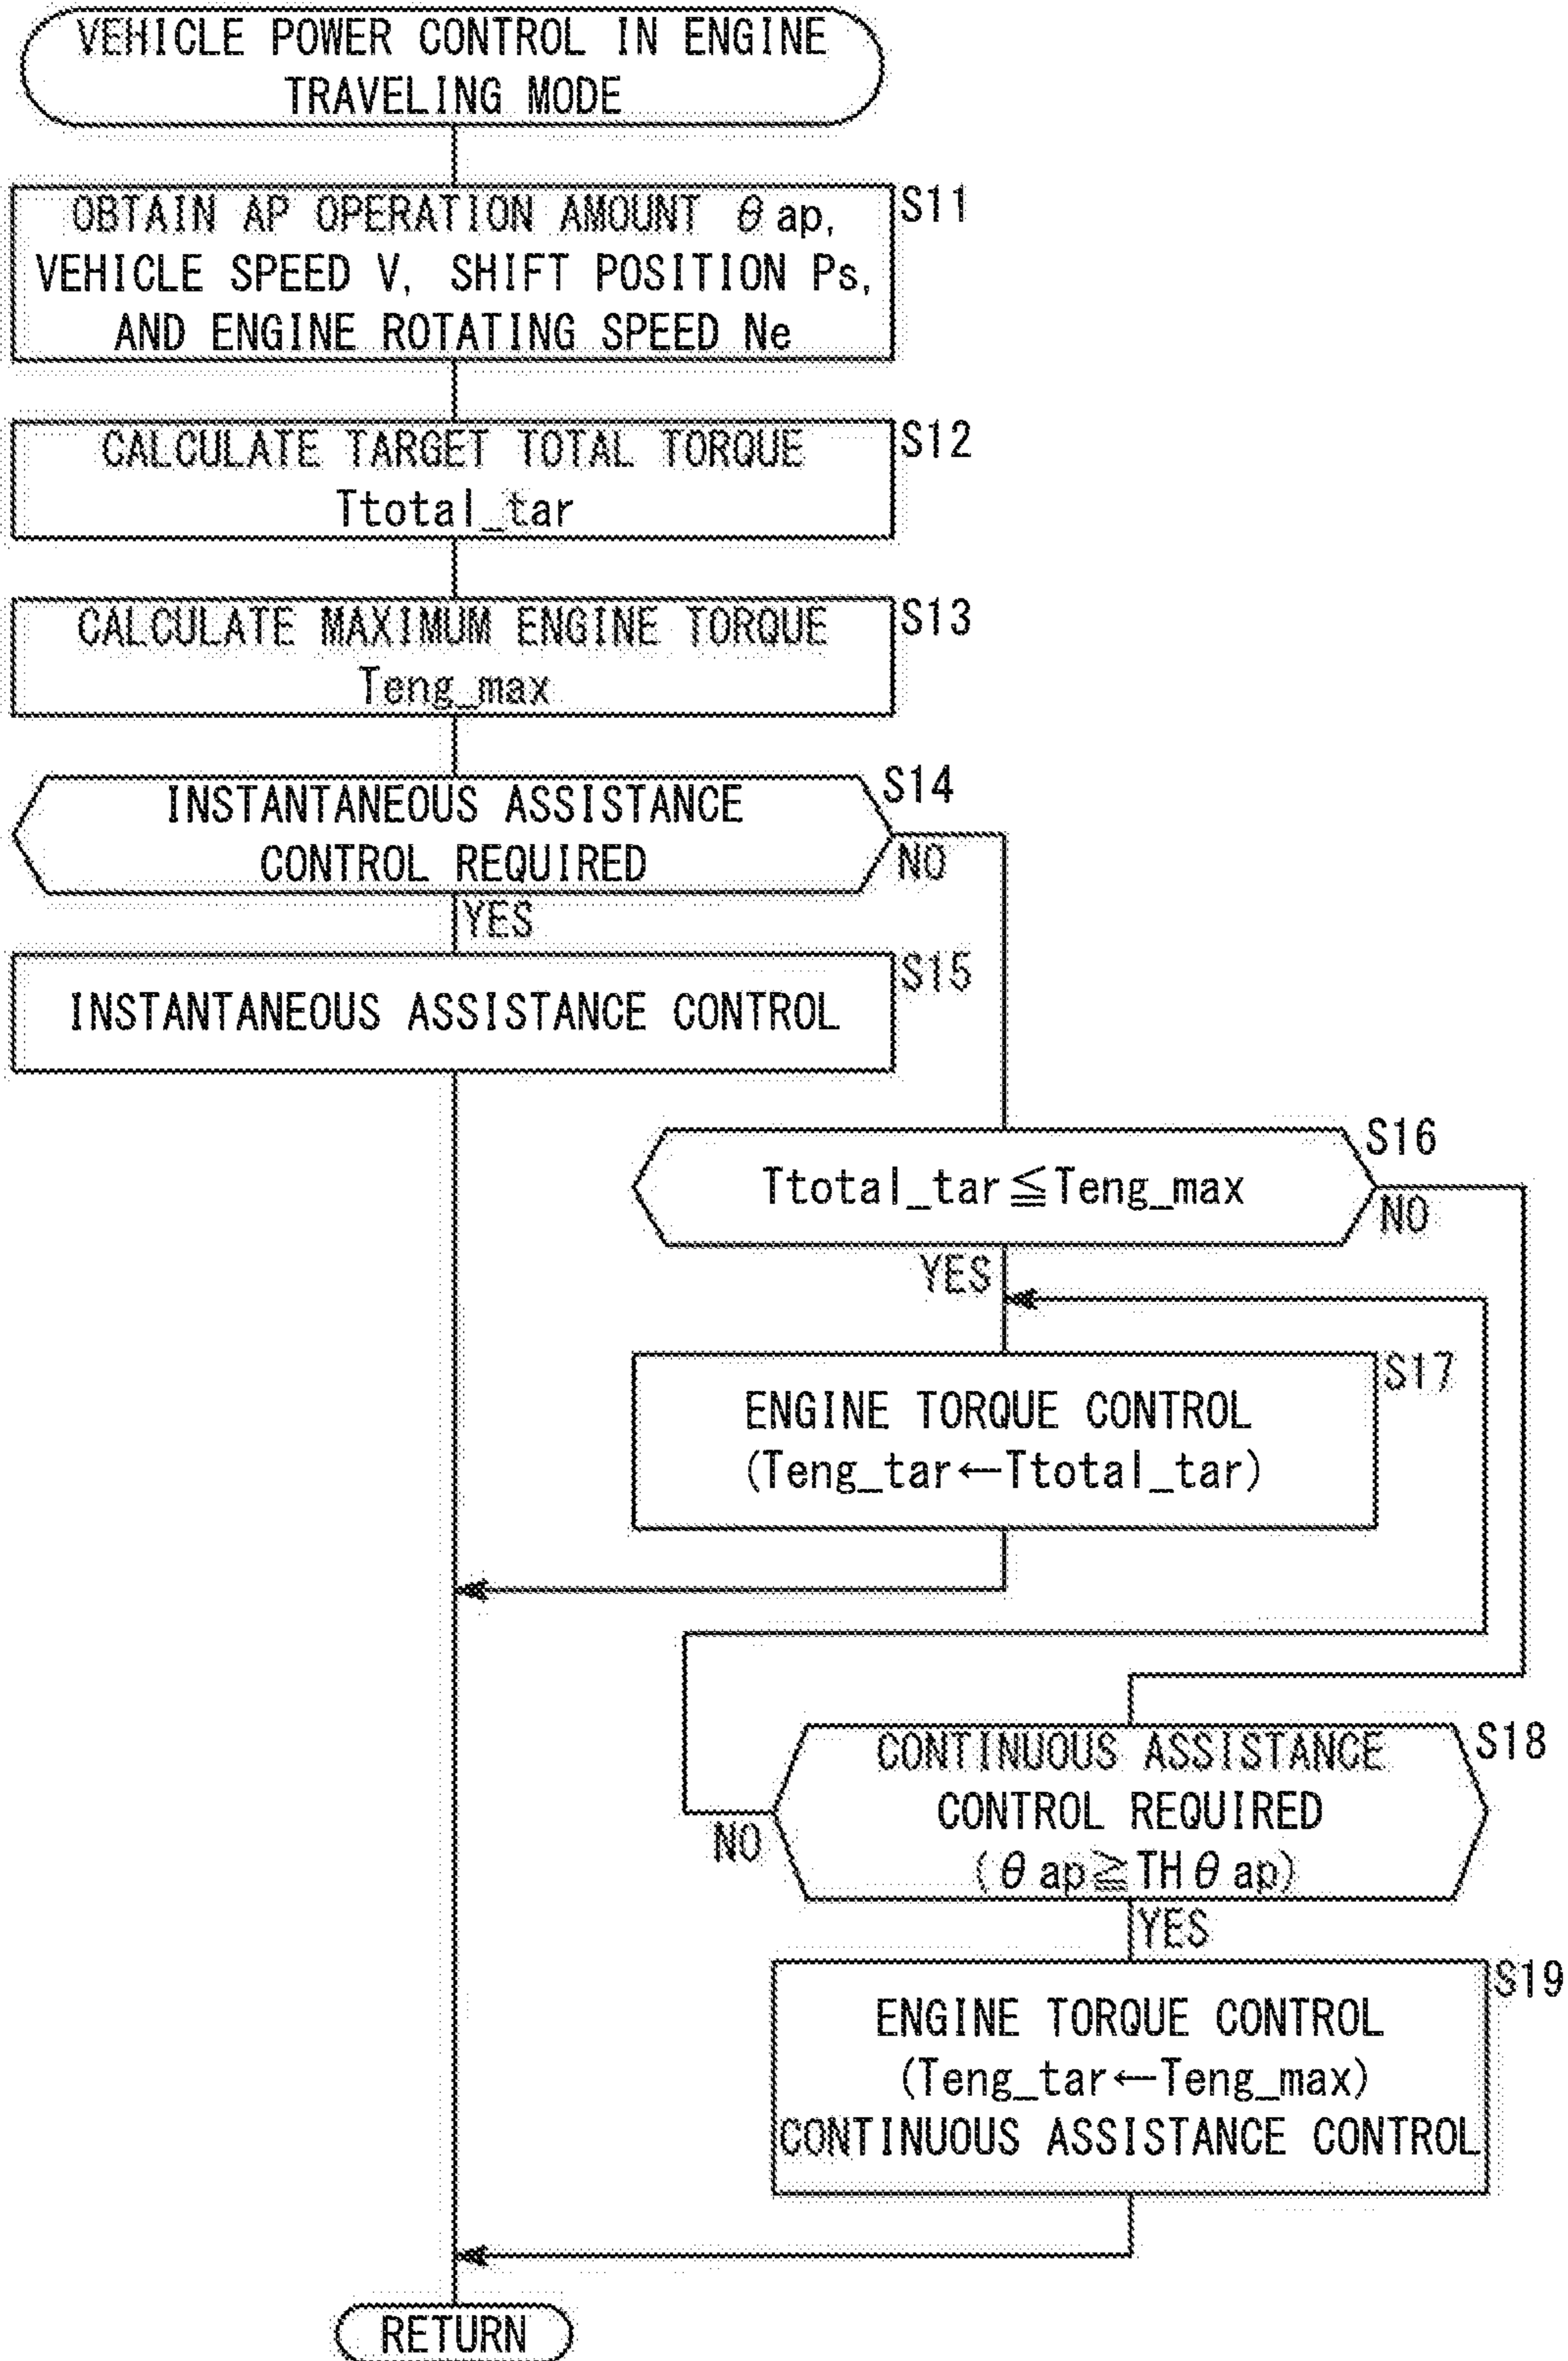 VEHICLE POWER CONTROL IN ENGINE
TRAVELING MODE
OBTAIN AP OPERATION AMOUNT θap,
S11
VEHICLE SPEED V, SHIFT POSITION Ps,
AND ENGINE ROTATING SPEED Ne
CALCULATE TARGET TOTAL TORQUE
S12
Ttotal_tar
CALCULATE MAXIMUM ENGINE TORQUE
S13
Teng_max
S14
INSTANTANEOUS ASSISTANCE
CONTROL REQUIRED
NO
YES
S15
INSTANTANEOUS ASSISTANCE CONTROL
S16
Ttotal_tar≦Teng_max
NO
YES
S17
ENGINE TORQUE CONTROL
(Teng_tar←Ttotal_tar)
S18
CONTINUOUS ASSISTANCE
CONTROL REQUIRED
(θap≧THθap)
NO
YES
S19
ENGINE TORQUE CONTROL
(Teng_tar←Teng_max)
CONTINUOUS ASSISTANCE CONTROL
RETURN